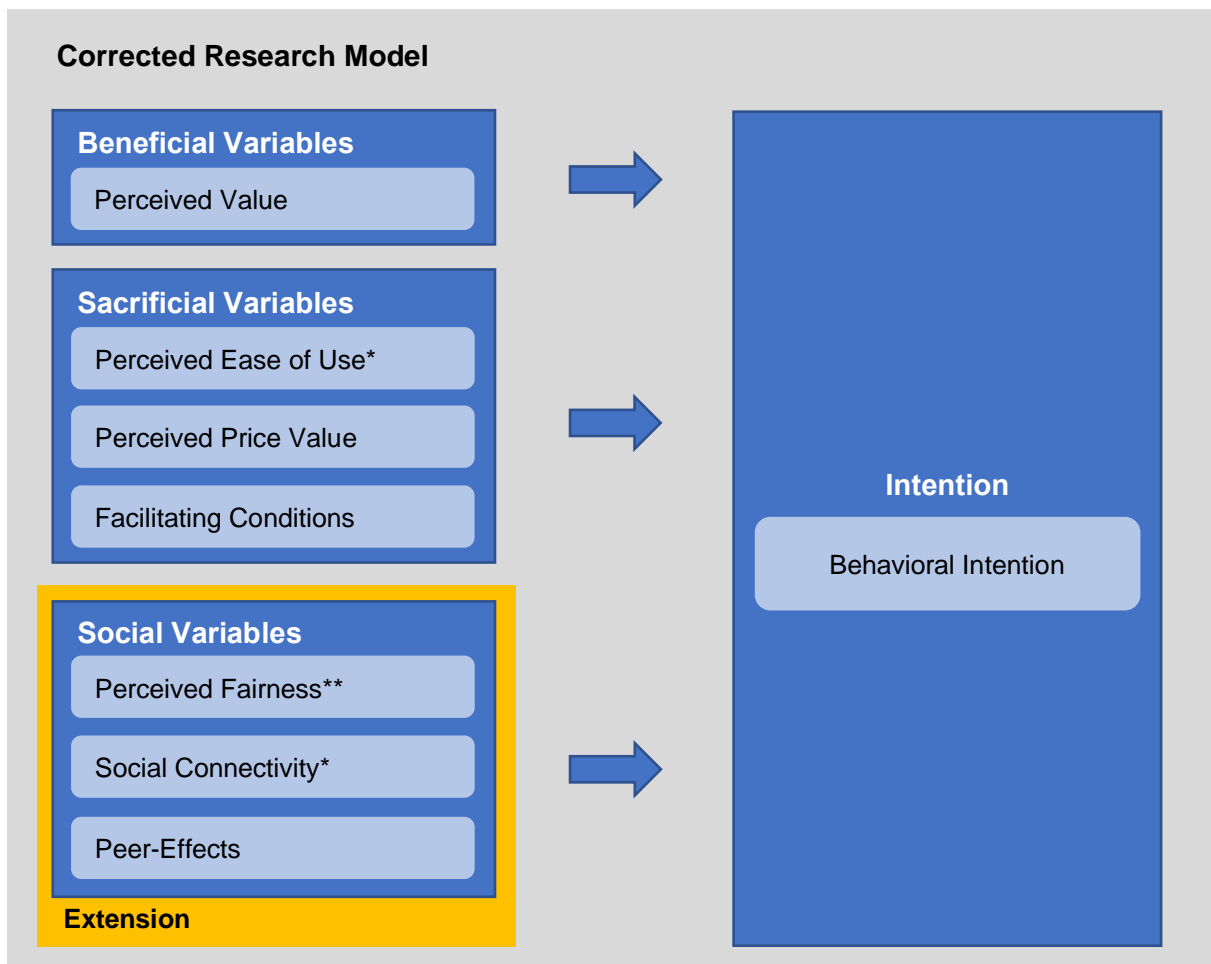 Corrected Research Model
Beneficial Variables
Perceived Value
Sacrificial Variables
Perceived Ease of Use*
Perceived Price Value
Facilitating Conditions
Social Variables
Perceived Fairness**
Social Connectivity*
Peer-Effects
Extension
Intention
Behavioral Intention